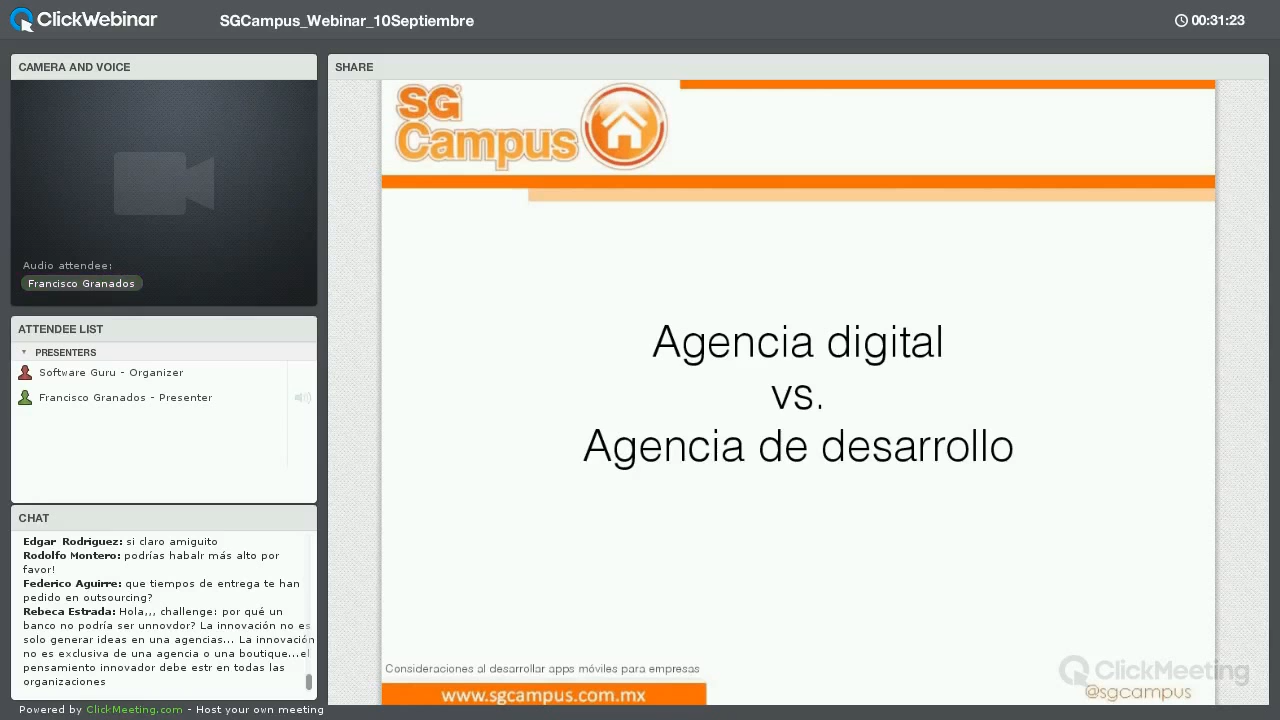 ClickWebinar
SGCampus_Webinar_10Septiembre
00:31:23
CAMERA AND VOICE
Audio attendee:
Francisco Granados
ATTENDEE LIST
PRESENTERS
Software Guru - Organizer
Francisco Granados - Presenter
CHAT
Edgar Rodriguez: si claro amiguito
Rodolfo Montero: podrías habalr más alto por
favor!
Federico Aguirre: que tiempos de entrega te han
pedido en outsourcing?
Rebeca Estrada: Hola,,, challenge: por qué un
banco no podría ser unnovdor? La innovación no es
solo generar ideas en una agencias... La innovación
no es exclusiva de una agencia o una boutique...el
pensamiento innovador debe estr en todas las
organizaciones
Powered by ClickMeeting.com - Host your own meeting
SHARE
SG
Campus
Agencia digital
vs.
Agencia de desarrollo
Consideraciones al desarrollar apps móviles para empresas
www.sgcampus.com.mx
ClickMeeting
@sgcampus